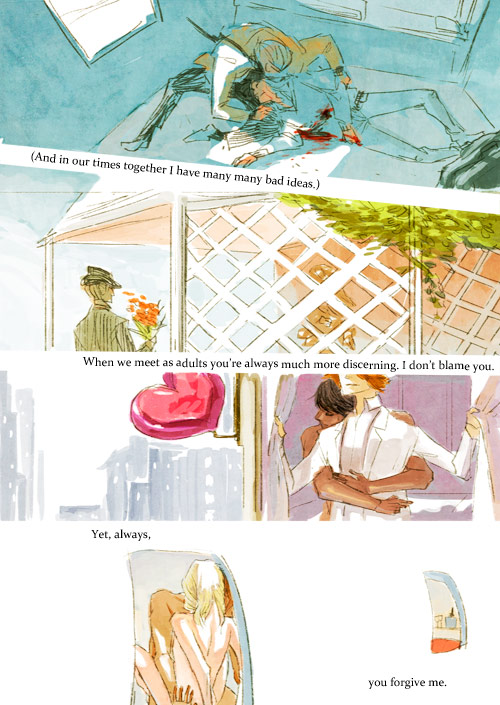 (And in our times together I have many many bad ideas.)
When we meet as adults you're always much more discerning. I don't blame you.
Yet, always,
you forgive me.